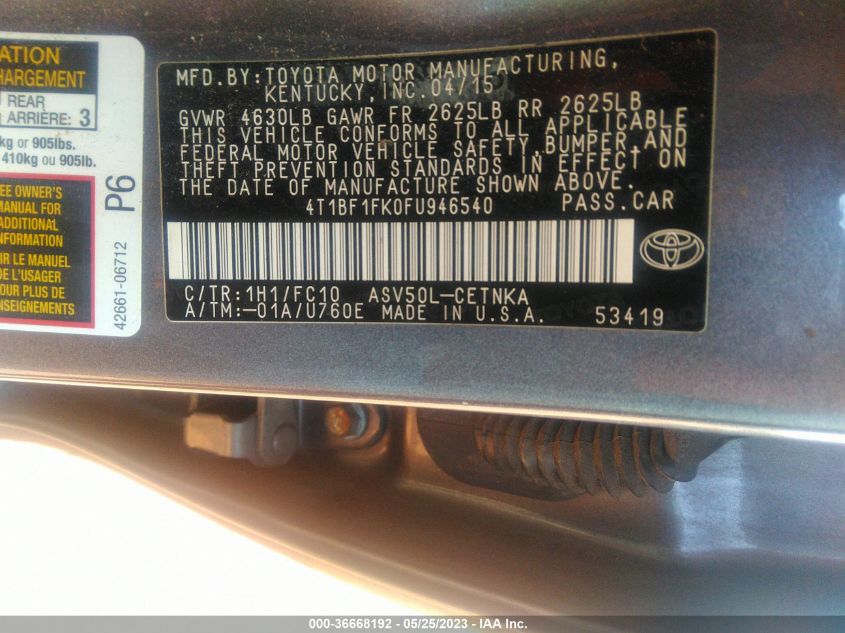 ATION
HARGEMENT
REAR
ARRIÈRE: 3
kg or 905lbs.
410kg ou 905lb.
EE OWNER'S
MANUAL FOR
ADDITIONAL
INFORMATION
IR LE MANUEL
DE L'USAGER
POUR PLUS DE
P6
42661-06712
MFD. BY: TOYOTA MOTOR MANUFACTURING,
KENTUCKY, INC. 04/15
GVWR 4630LB GAWR FR 2625LB RR 2625LB
THIS VEHICLE CONFORMS TO ALL APPLICABLE
FEDERAL MOTOR VEHICLE SAFETY, BUMPER, AND
THEFT PREVENTION STANDARDS IN EFFECT ON
THE DATE OF MANUFACTURE SHOWN ABOVE.
4T1BF1FK0FU946540 PASS. CAR
C/TR: 1H1/FC10 ASV50L-CETNKA
A/TM:-01A/U760E MADE IN U.S.A. 53419
000-36668192 - 05/25/2023 - IAA Inc.